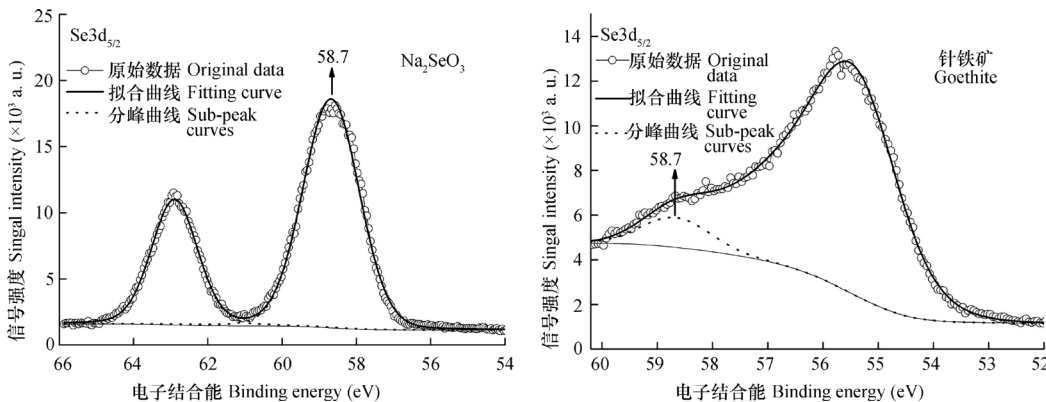 25
20
15
10
5
0
信号强度 Singal intensity (×10³ a. u.)
Se3d5/2
原始数据 Original data
拟合曲线 Fitting curve
分峰曲线 Sub-peak
curves
58.7
Na₂SeO₃
66 64 62 60 58 56 54
电子结合能 Binding energy (eV)
14
12
10
8
6
4
2
0
信号强度 Singal intensity (×10³ a. u.)
Se3d5/2
原始数据 Original
data
拟合曲线 Fitting
curve
分峰曲线 Sub-peak
curves
58.7
针铁矿
Goethite
60 59 58 57 56 55 54 53 52
电子结合能 Binding energy (eV)